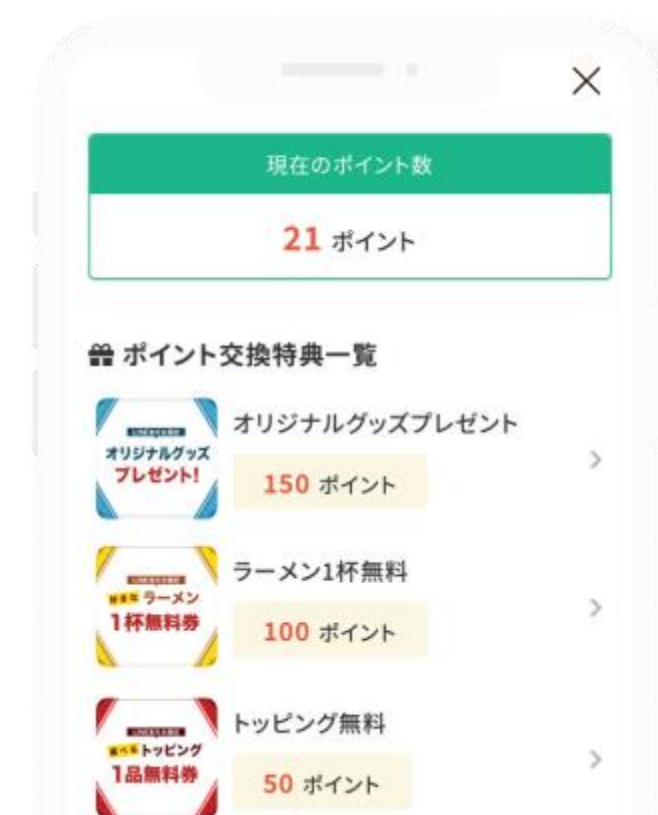 現在のポイント数
21 ポイント
ポイント交換特典一覧
オリジナルグッズ
プレゼント!
オリジナルグッズプレゼント
150 ポイント
ラーメン
1杯無料券
ラーメン1杯無料
100 ポイント
選べる トッピング
1品無料券
トッピング無料
50 ポイント